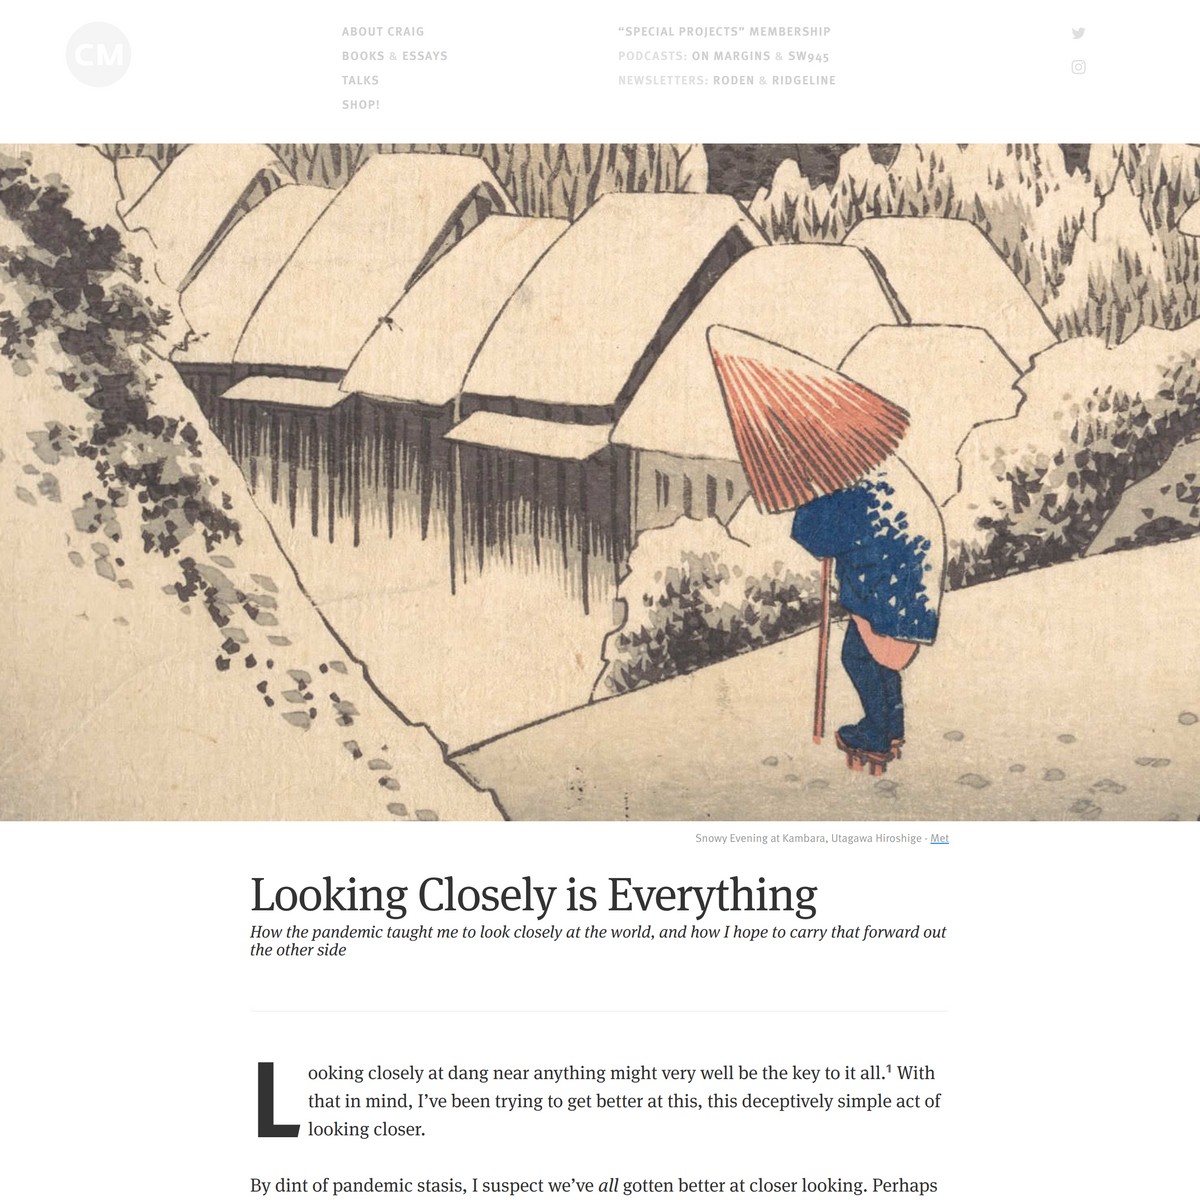 CM
ABOUT CRAIG
BOOKS & ESSAYS
TALKS
SHOP!
“SPECIAL PROJECTS” MEMBERSHIP
PODCASTS: ON MARGINS & SW945
NEWSLETTERS: RODEN & RIDGELINE
Snowy Evening at Kambara, Utagawa Hiroshige - Met
Looking Closely is Everything
How the pandemic taught me to look closely at the world, and how I hope to carry that forward out
the other side
Looking closely at dang near anything might very well be the key to it all.¹ With
that in mind, I’ve been trying to get better at this, this deceptively simple act of
looking closer.
By dint of pandemic stasis, I suspect we’ve all gotten better at closer looking. Perhaps